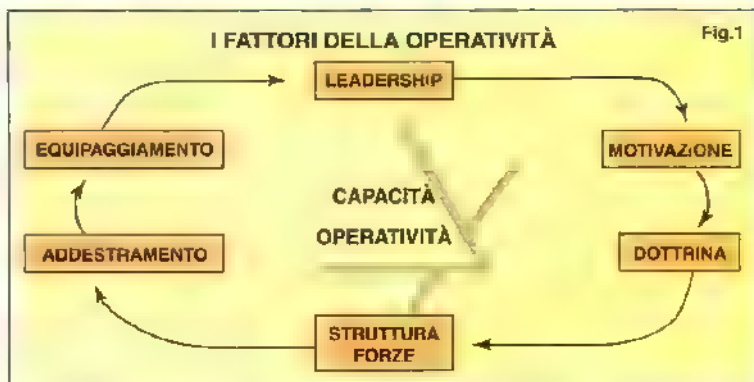 I FATTORI DELLA OPERATIVITÀ
Fig.1
LEADERSHIP
EQUIPAGGIAMENTO
MOTIVAZIONE
CAPACITÀ
OPERATIVITÀ
ADDESTRAMENTO
DOTTRINA
STRUTTURA
FORZE